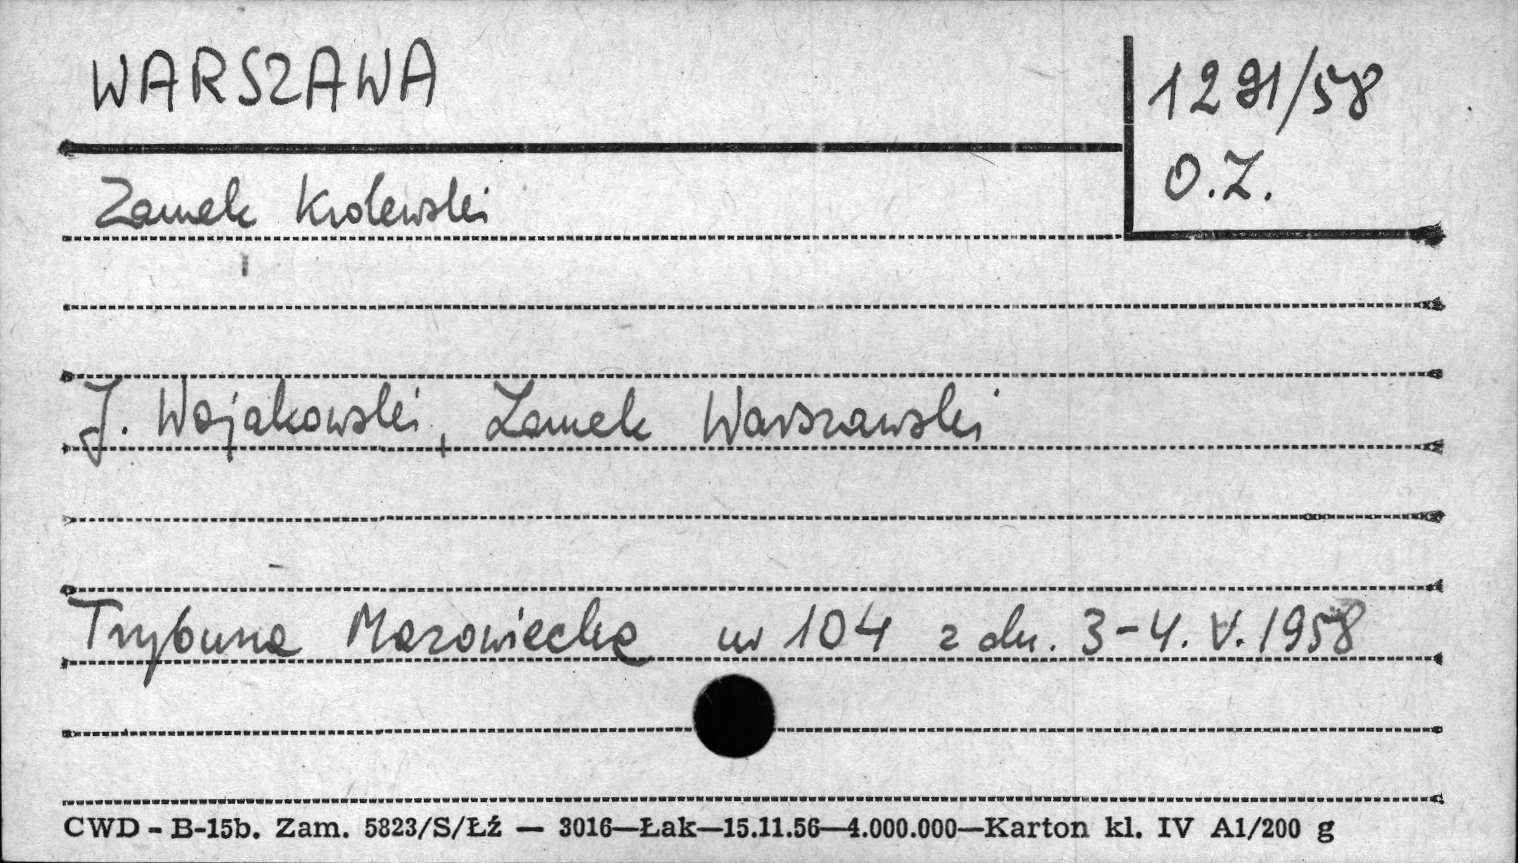 WARSZAWA
1291/58
O.Z.
Zamek Krolewski
J. Wojakowski, Zamek Warszawski
Trybuna Mazowiecka nr 104 z dn. 3-4. V. 1958
CWD - B-15b. Zam. 5823/S/Łź — 3016—Łak—15.11.56—4.000.000—Karton kl. IV A1/200 g